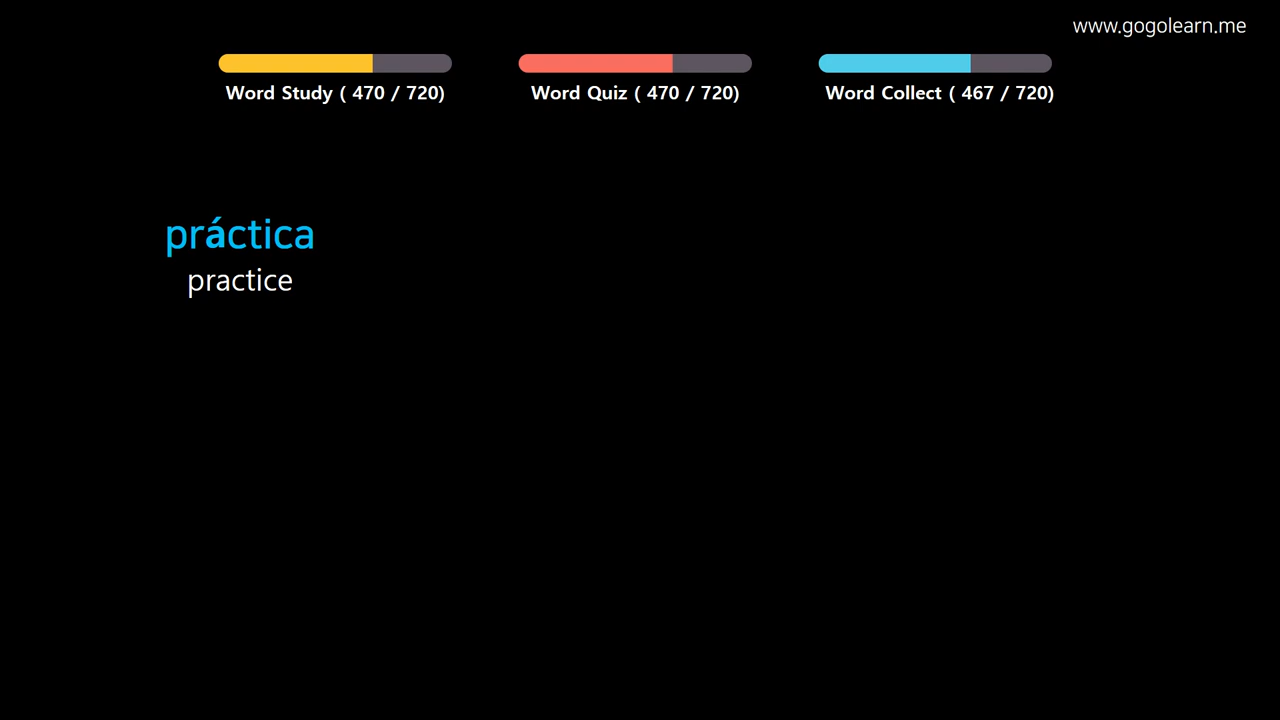 www.gogolearn.me
Word Study ( 470 / 720)
Word Quiz ( 470 / 720)
Word Collect ( 467 / 720)
práctica
practice